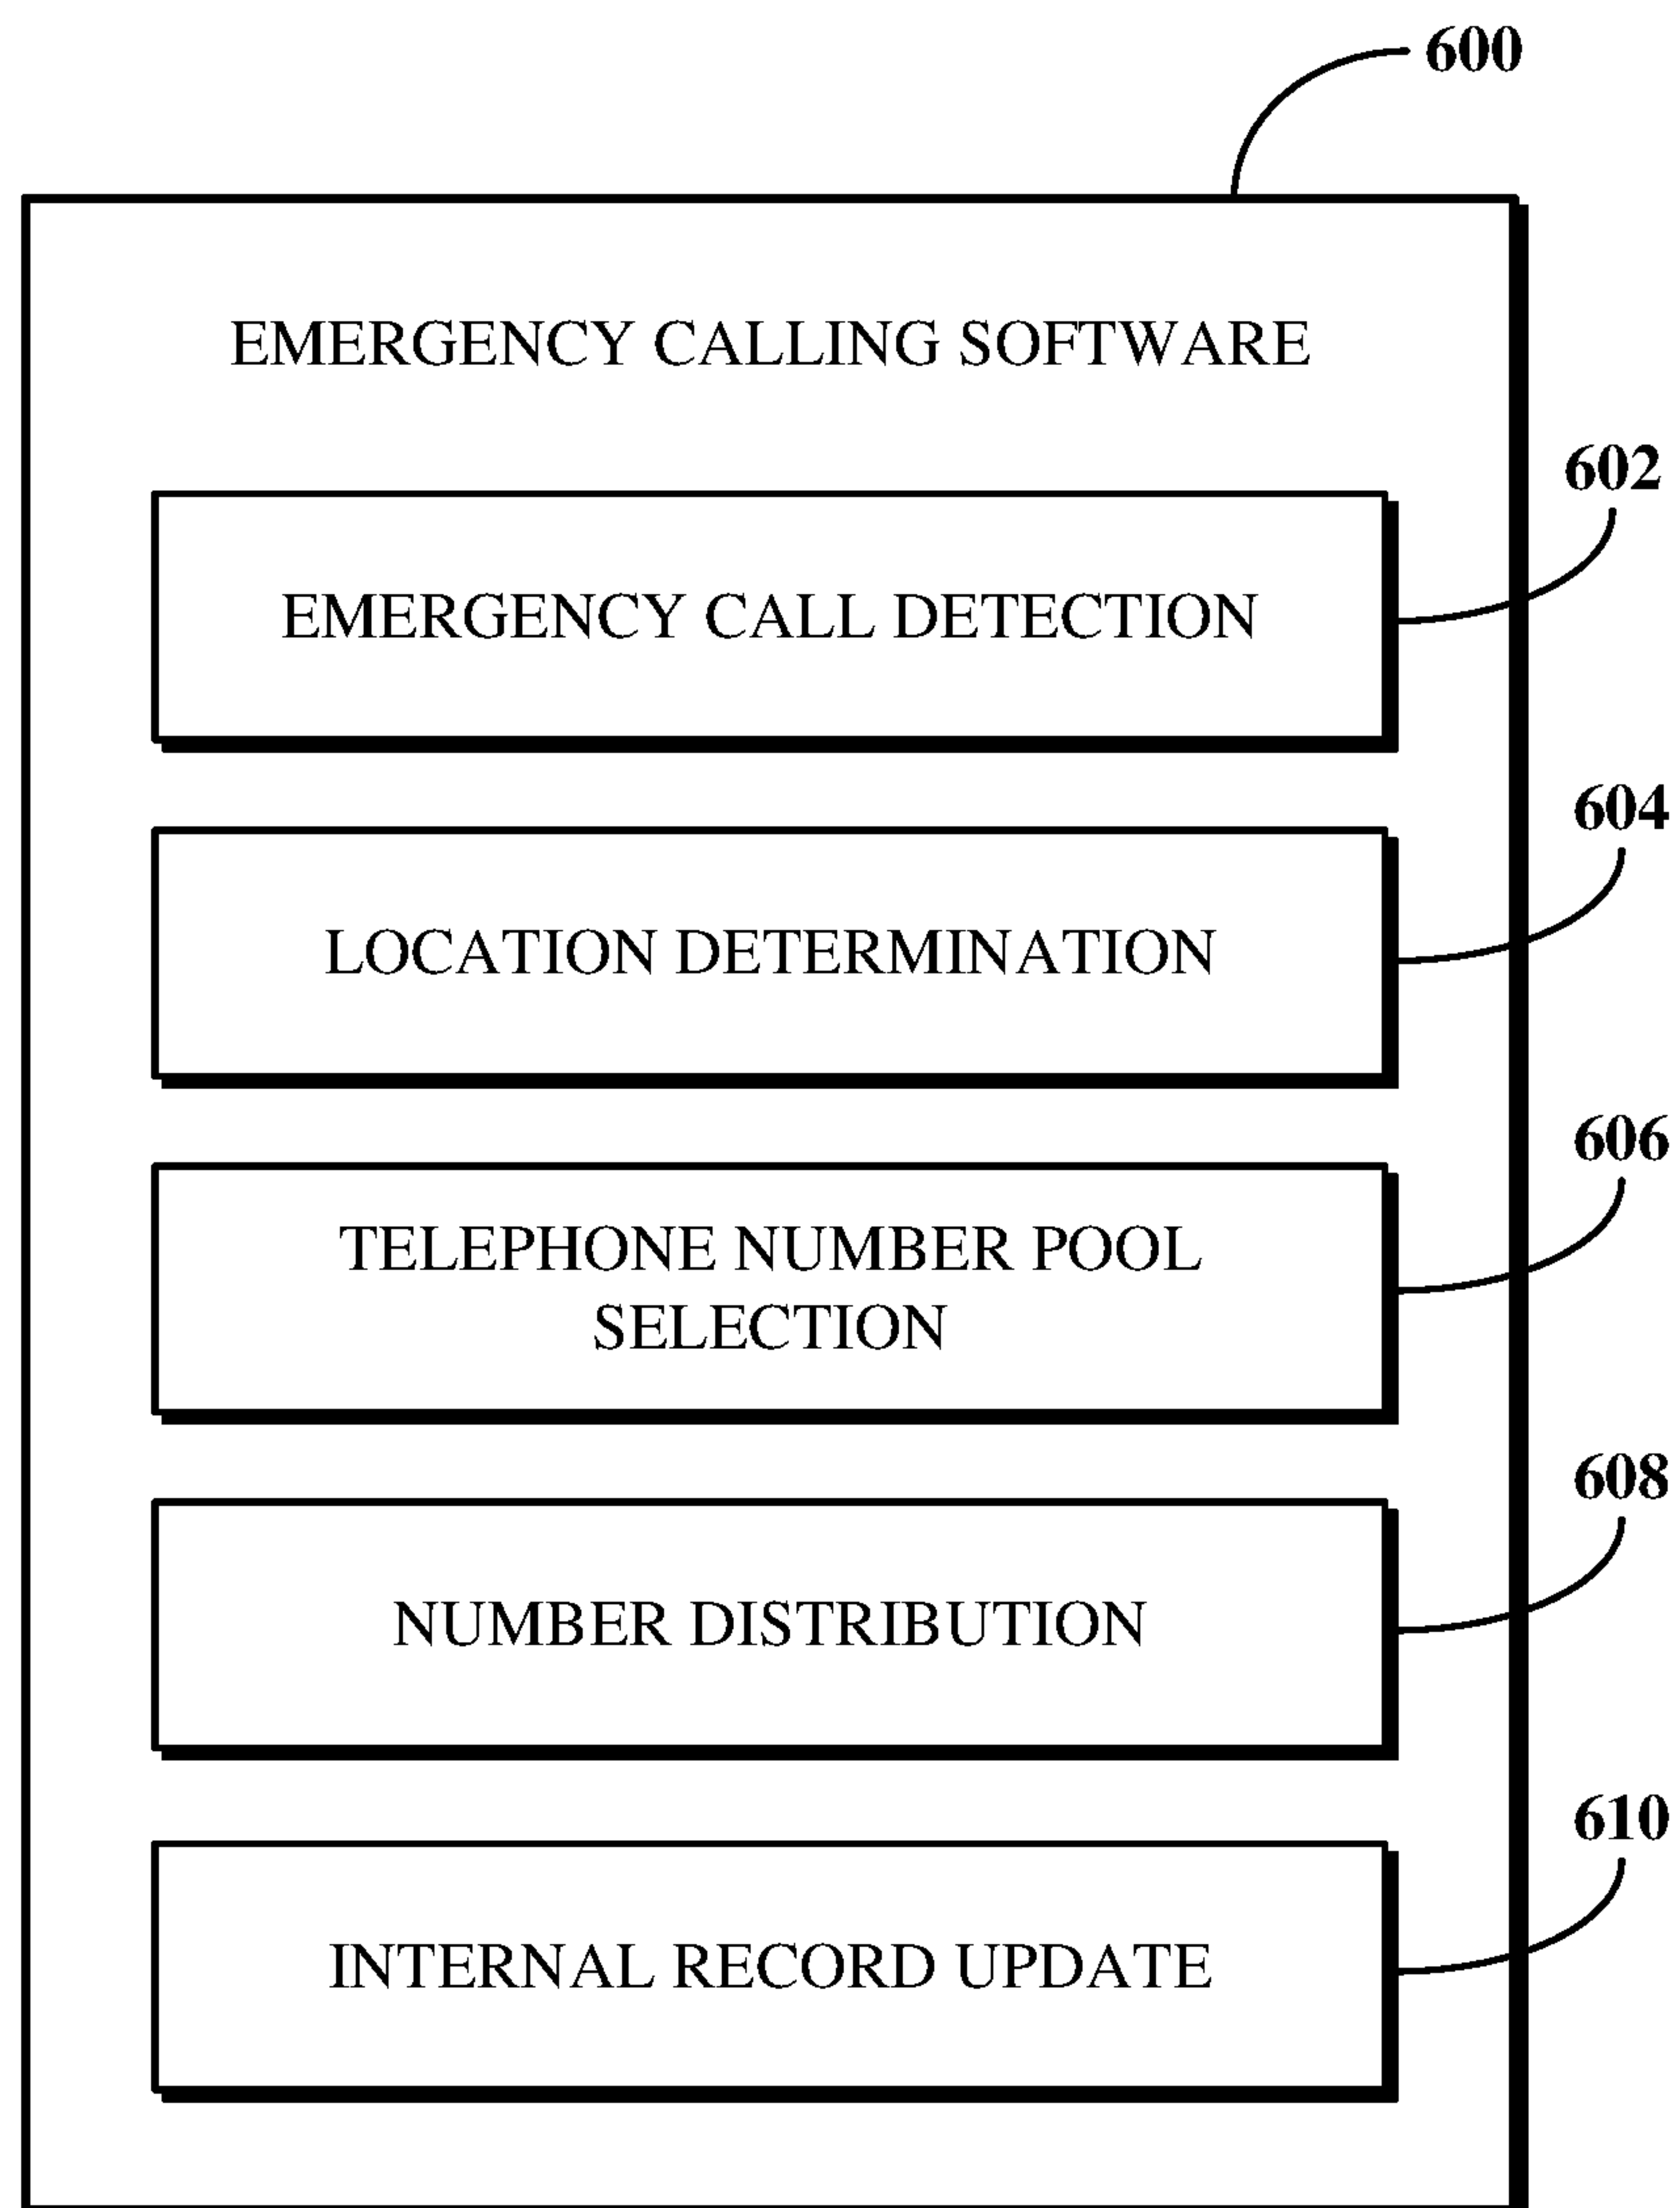 600
EMERGENCY CALLING SOFTWARE
602
EMERGENCY CALL DETECTION
604
LOCATION DETERMINATION
606
TELEPHONE NUMBER POOL
SELECTION
608
NUMBER DISTRIBUTION
610
INTERNAL RECORD UPDATE